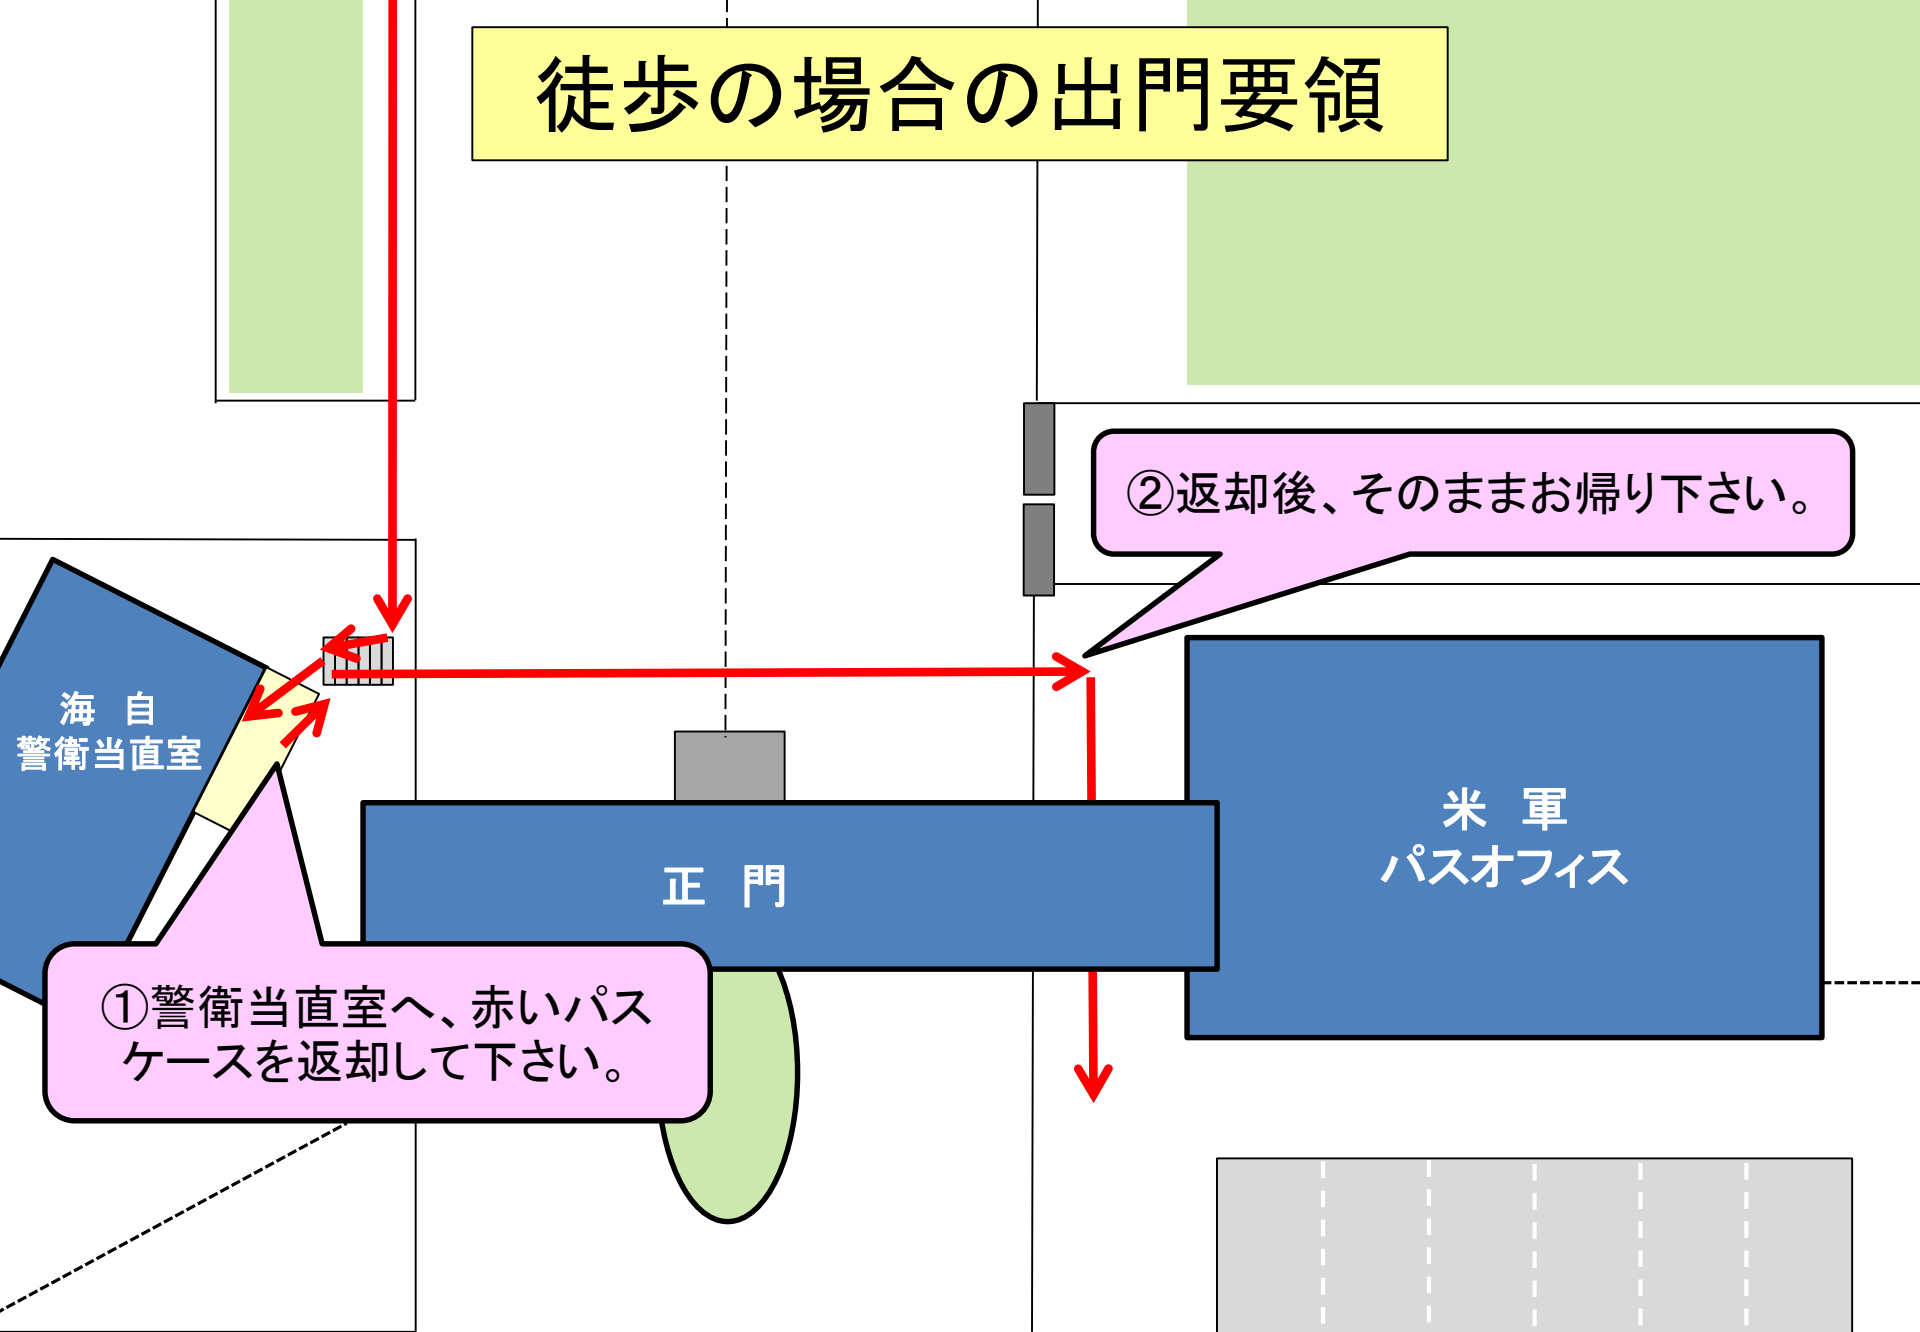 徒歩の場合の出門要領
②返却後、そのままお帰り下さい。
海　自
警衛当直室
米　軍
パスオフィス
正　門
①警衛当直室へ、赤いパス
ケースを返却して下さい。